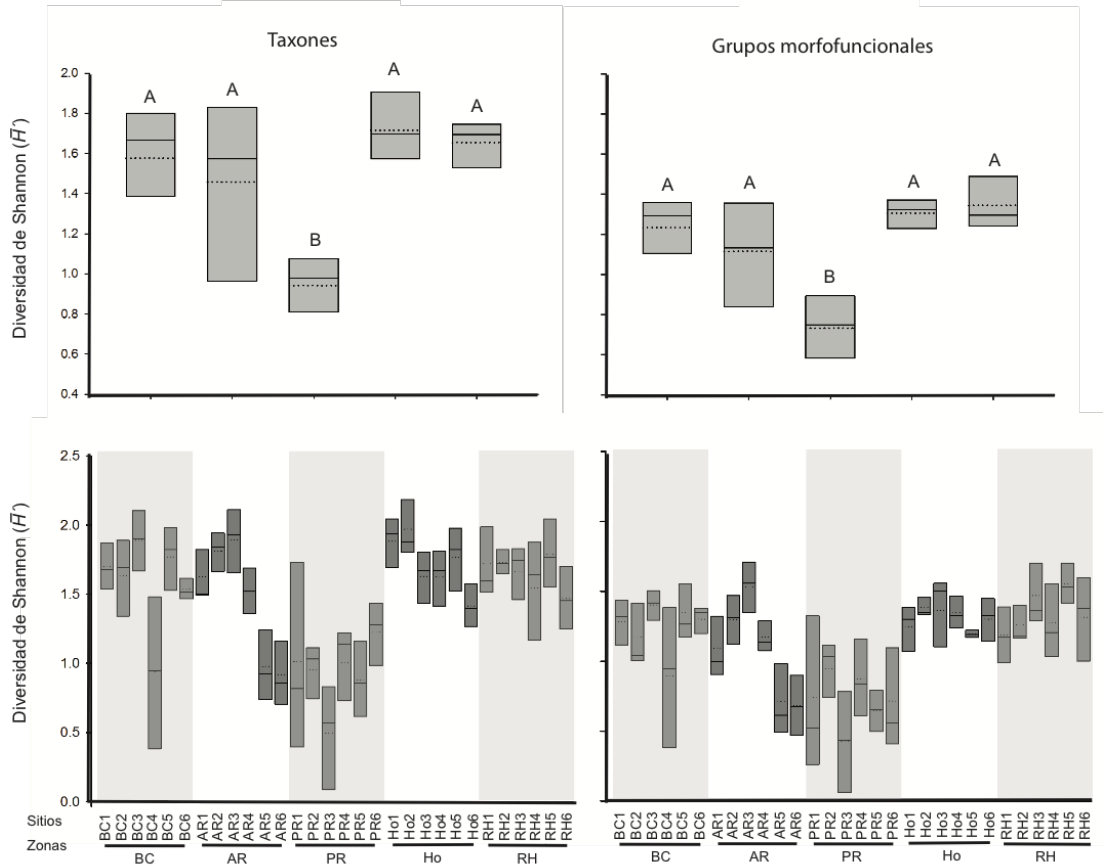 Taxones
Grupos morfofuncionales
Diversidad de Shannon (H̄')
2.0
1.8
1.6
1.4
1.2
1.0
0.8
0.6
0.4
A
A
B
A
A
A
A
B
A
A
Diversidad de Shannon (H̄')
2.5
2.0
1.5
1.0
0.5
0.0
Sitios
BC1 BC2 BC3 BC4 BC5 BC6 AR1 AR2 AR3 AR4 AR5 AR6 PR1 PR2 PR3 PR4 PR5 PR6 Ho1 Ho2 Ho3 Ho4 Ho5 Ho6 RH1 RH2 RH3 RH4 RH5 RH6
Zonas
BC AR PR Ho RH
BC1 BC2 BC3 BC4 BC5 BC6 AR1 AR2 AR3 AR4 AR5 AR6 PR1 PR2 PR3 PR4 PR5 PR6 Ho1 Ho2 Ho3 Ho4 Ho5 Ho6 RH1 RH2 RH3 RH4 RH5 RH6
BC AR PR Ho RH